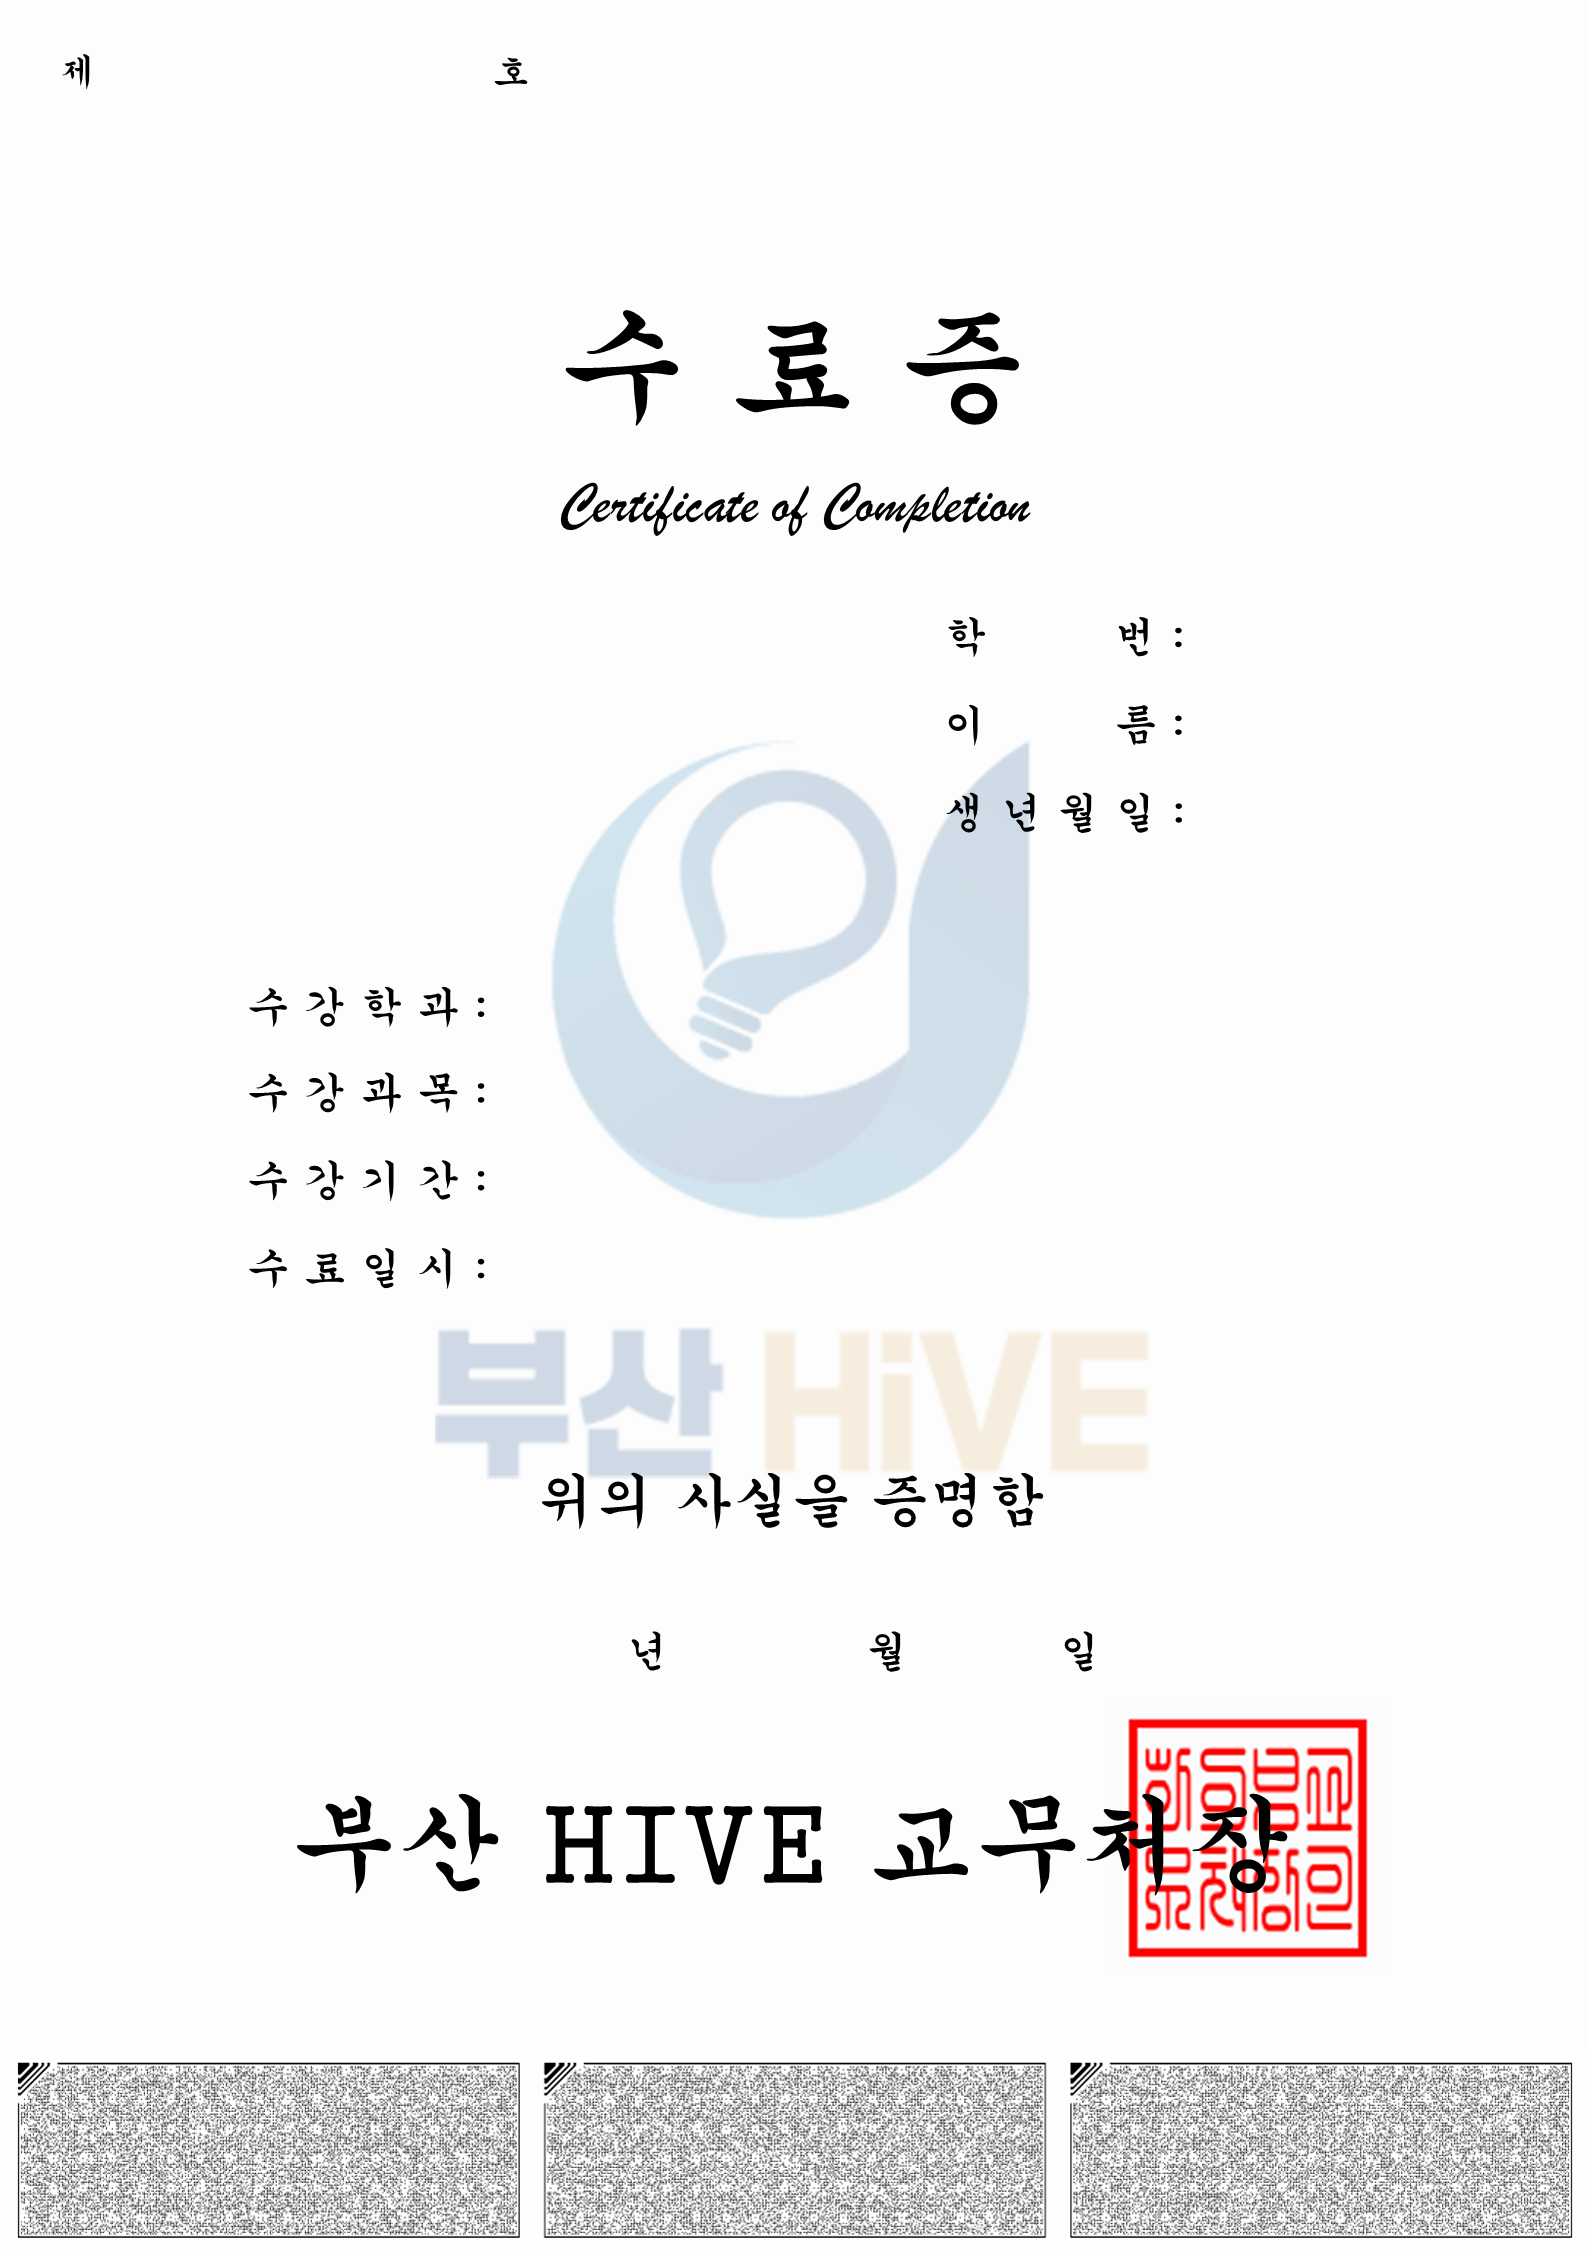 제 호
수 료 증
Certificate of Completion
학 번 :
이 름 :
생 년 월 일 :
수 강 학 과 :
수 강 과 목 :
수 강 기 간 :
수 료 일 시 :
부산 HiVE
위의 사실을 증명함
년 월 일
부산 HIVE 교무처장